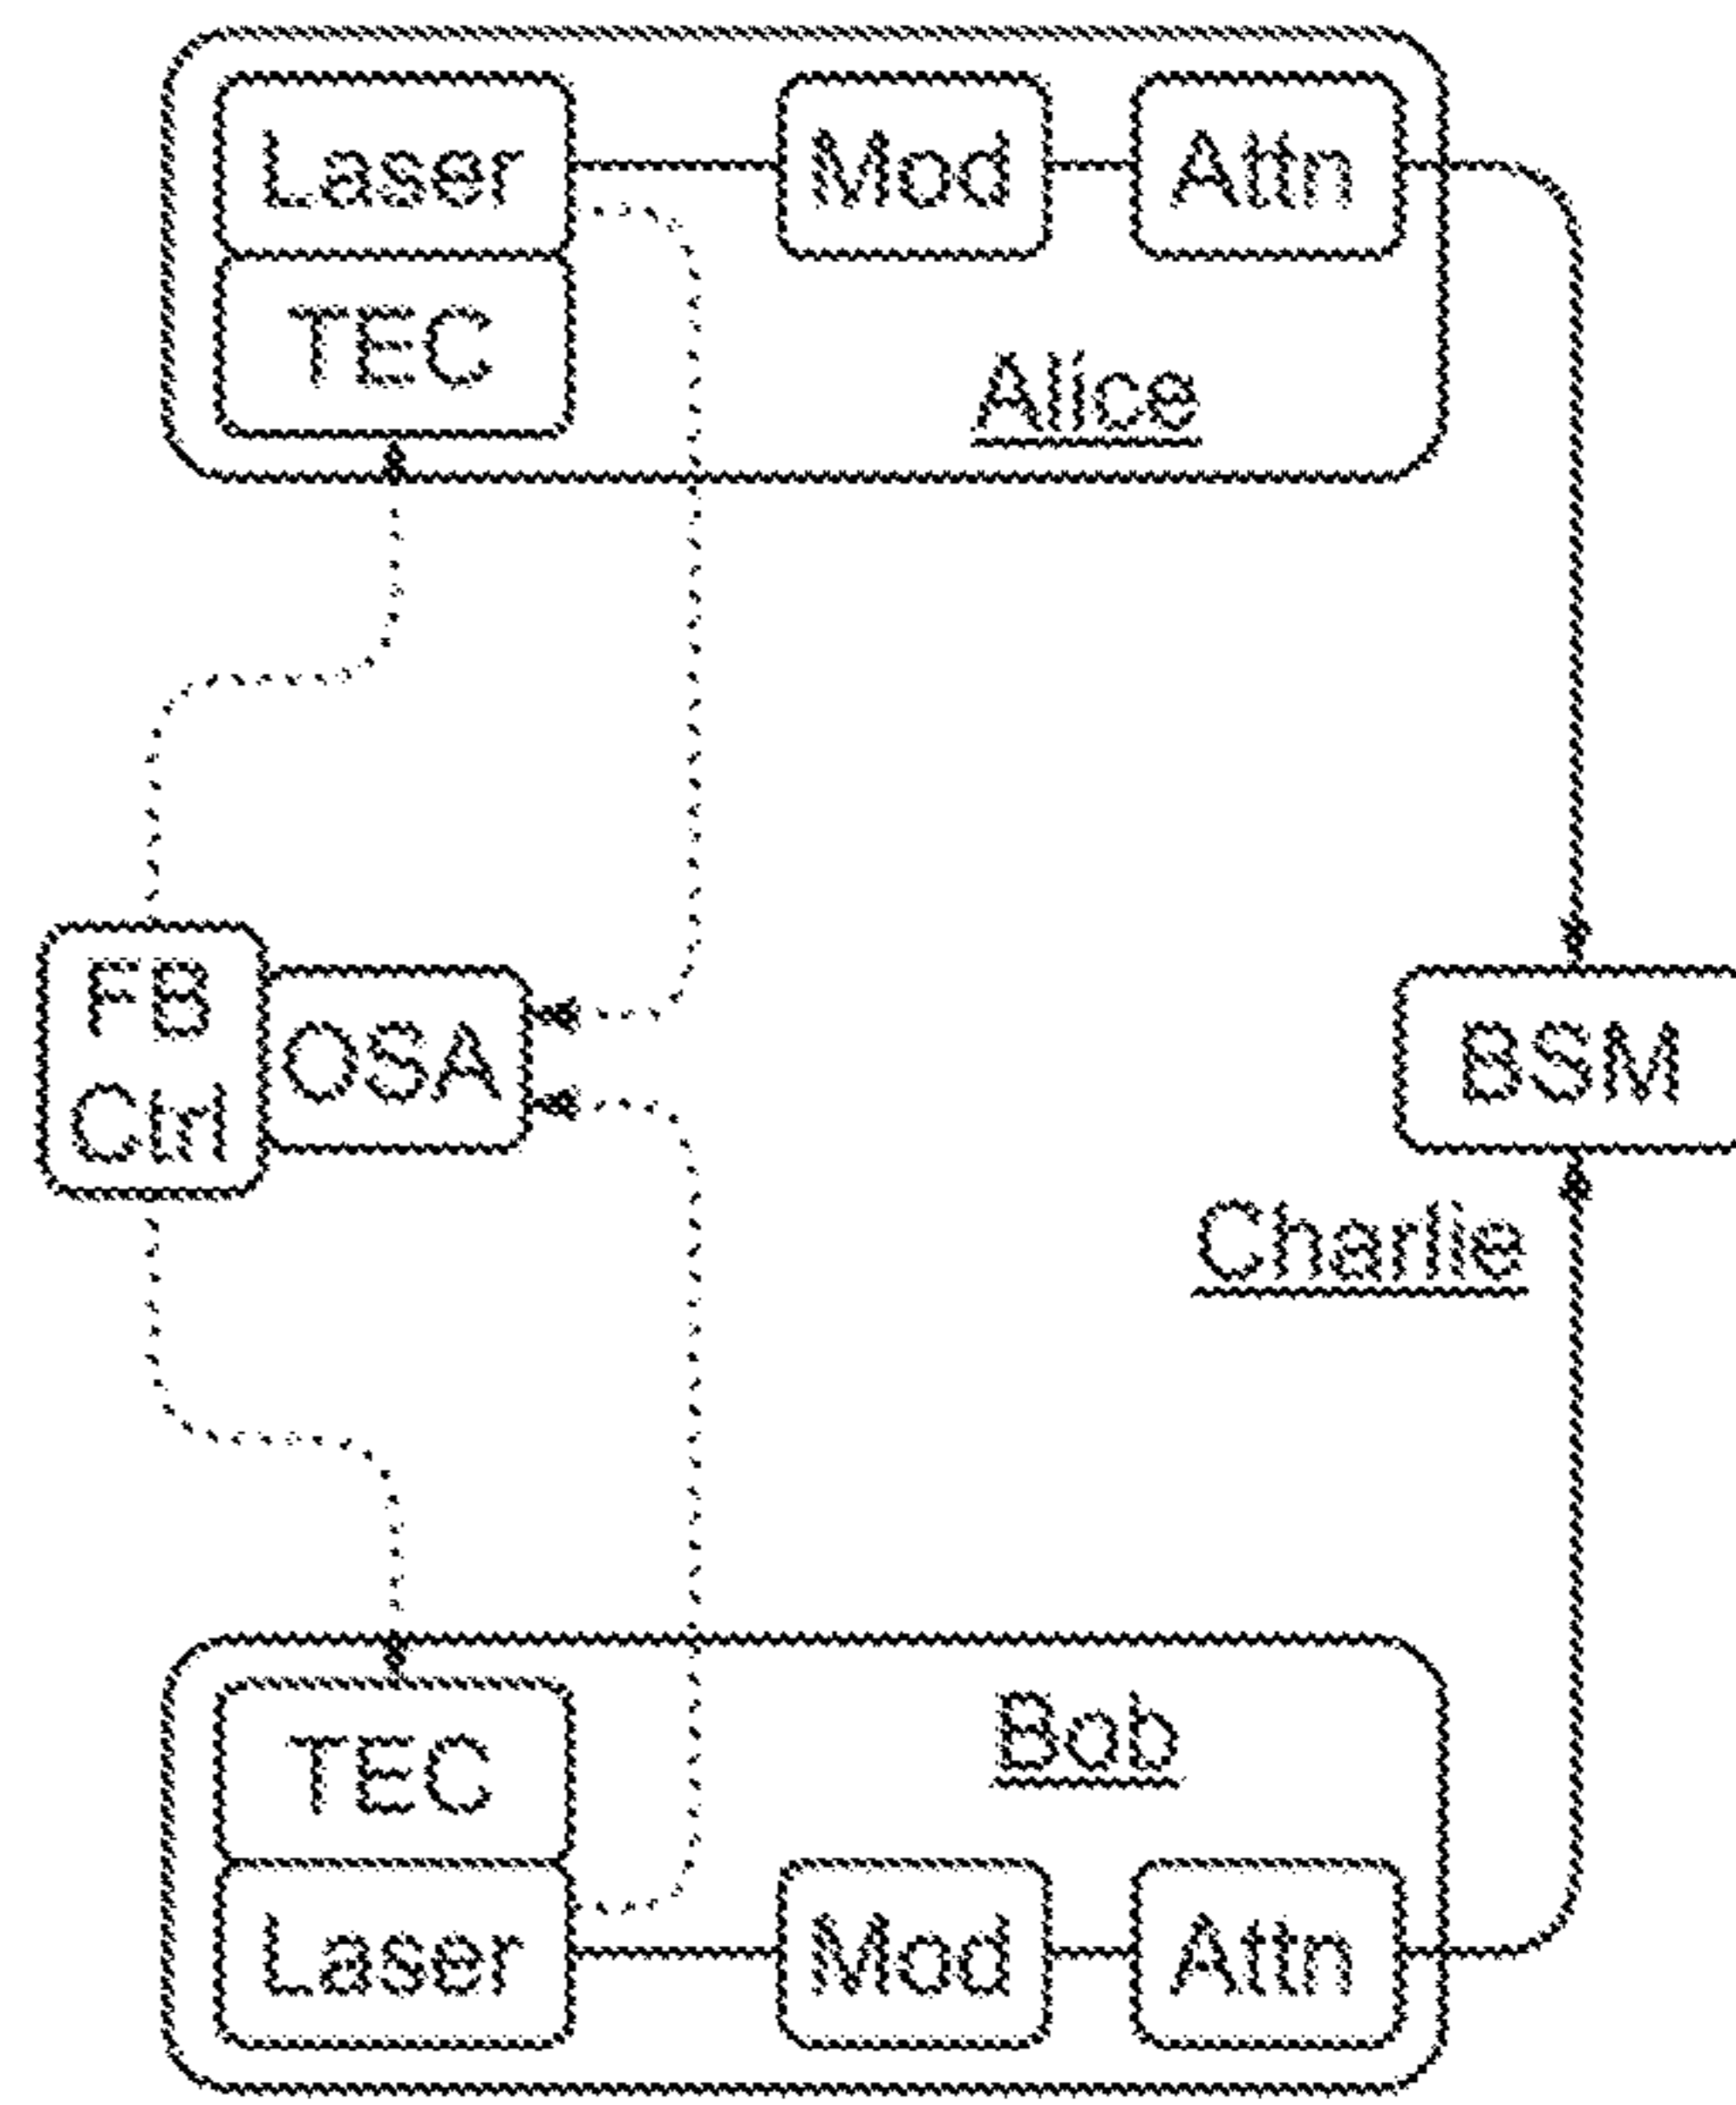 Laser Mod Attn
TEC
Alice
FB
Ctrl
OSA
BSM
Charlie
TEC
Bob
Laser Mod Attn